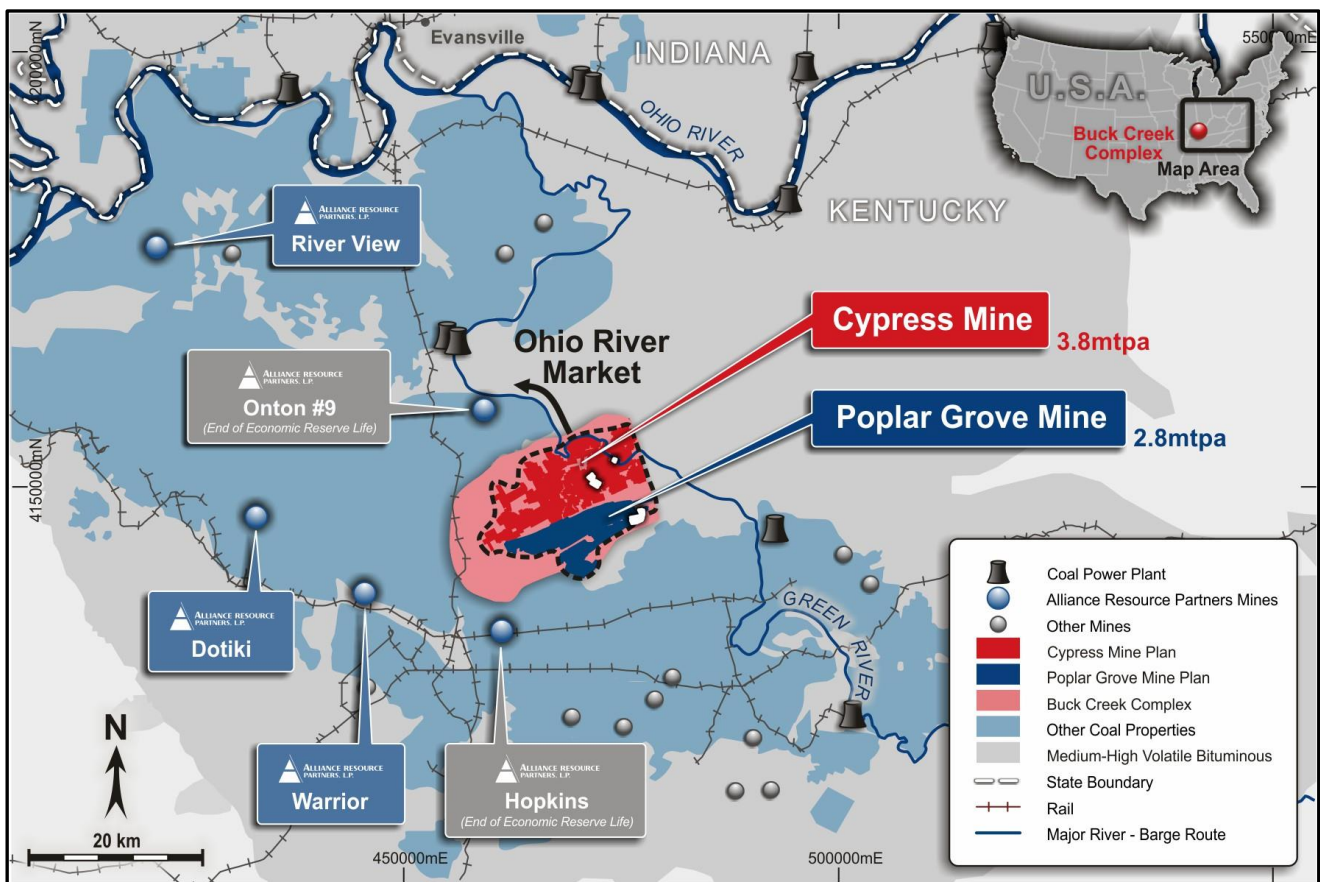 Evansville
INDIANA
550000mE
4200000mN
U.S.A.
Buck Creek
Complex
Map Area
OHIO RIVER
KENTUCKY
ALLIANCE RESOURCE
PARTNERS, L.P.
River View
Cypress Mine
3.8mtpa
Ohio River
Market
ALLIANCE RESOURCE
PARTNERS, L.P.
Onton #9
(End of Economic Reserve Life)
Poplar Grove Mine
2.8mtpa
4150000mN
ALLIANCE RESOURCE
PARTNERS, L.P.
Dotiki
GREEN RIVER
Coal Power Plant
Alliance Resource Partners Mines
Other Mines
Cypress Mine Plan
Poplar Grove Mine Plan
Buck Creek Complex
Other Coal Properties
Medium-High Volatile Bituminous
State Boundary
Rail
Major River - Barge Route
N
20 km
ALLIANCE RESOURCE
PARTNERS, L.P.
Warrior
ALLIANCE RESOURCE
PARTNERS, L.P.
Hopkins
(End of Economic Reserve Life)
450000mE
500000mE